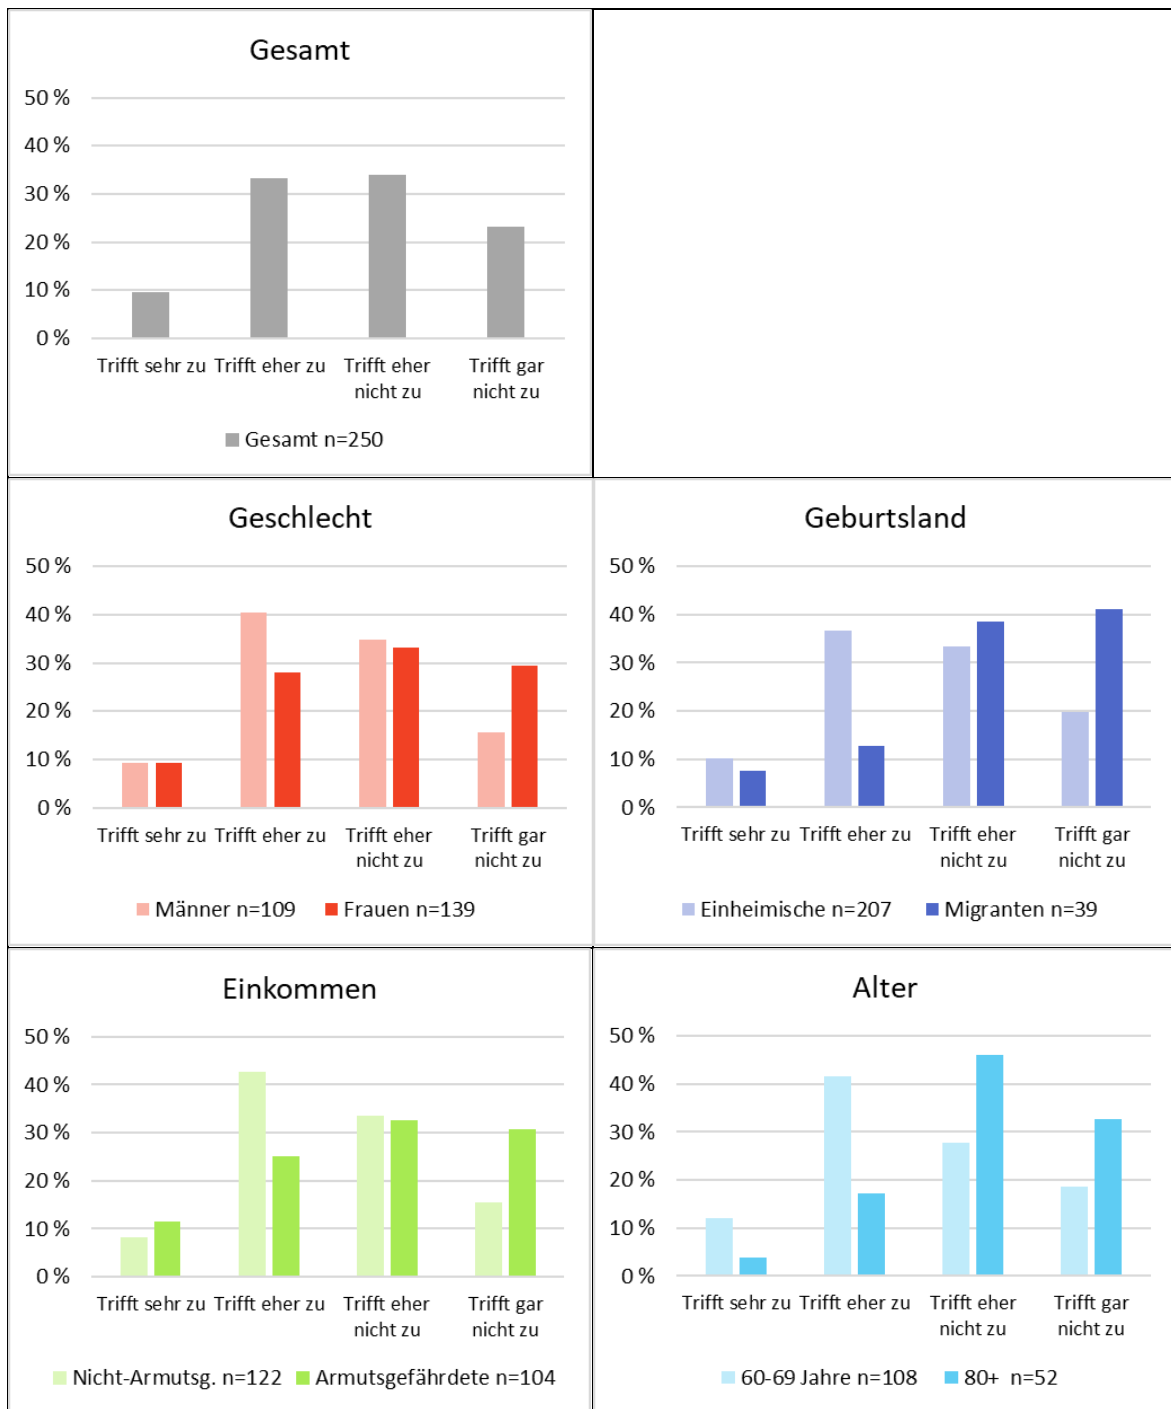 Gesamt
50 %
40 %
30 %
20 %
10 %
0 %
Trifft sehr zu Trifft eher zu Trifft eher Trifft gar
nicht zu nicht zu
Gesamt n=250
Geschlecht
50 %
40 %
30 %
20 %
10 %
0 %
Trifft sehr zu Trifft eher zu Trifft eher Trifft gar
nicht zu nicht zu
Männer n=109 Frauen n=139
Geburtsland
50 %
40 %
30 %
20 %
10 %
0 %
Trifft sehr zu Trifft eher zu Trifft eher Trifft gar
nicht zu nicht zu
Einheimische n=207 Migranten n=39
Einkommen
50 %
40 %
30 %
20 %
10 %
0 %
Trifft sehr zu Trifft eher zu Trifft eher Trifft gar
nicht zu nicht zu
Nicht-Armutsg. n=122 Armutsgefährdete n=104
Alter
50 %
40 %
30 %
20 %
10 %
0 %
Trifft sehr zu Trifft eher zu Trifft eher Trifft gar
nicht zu nicht zu
60-69 Jahre n=108 80+ n=52